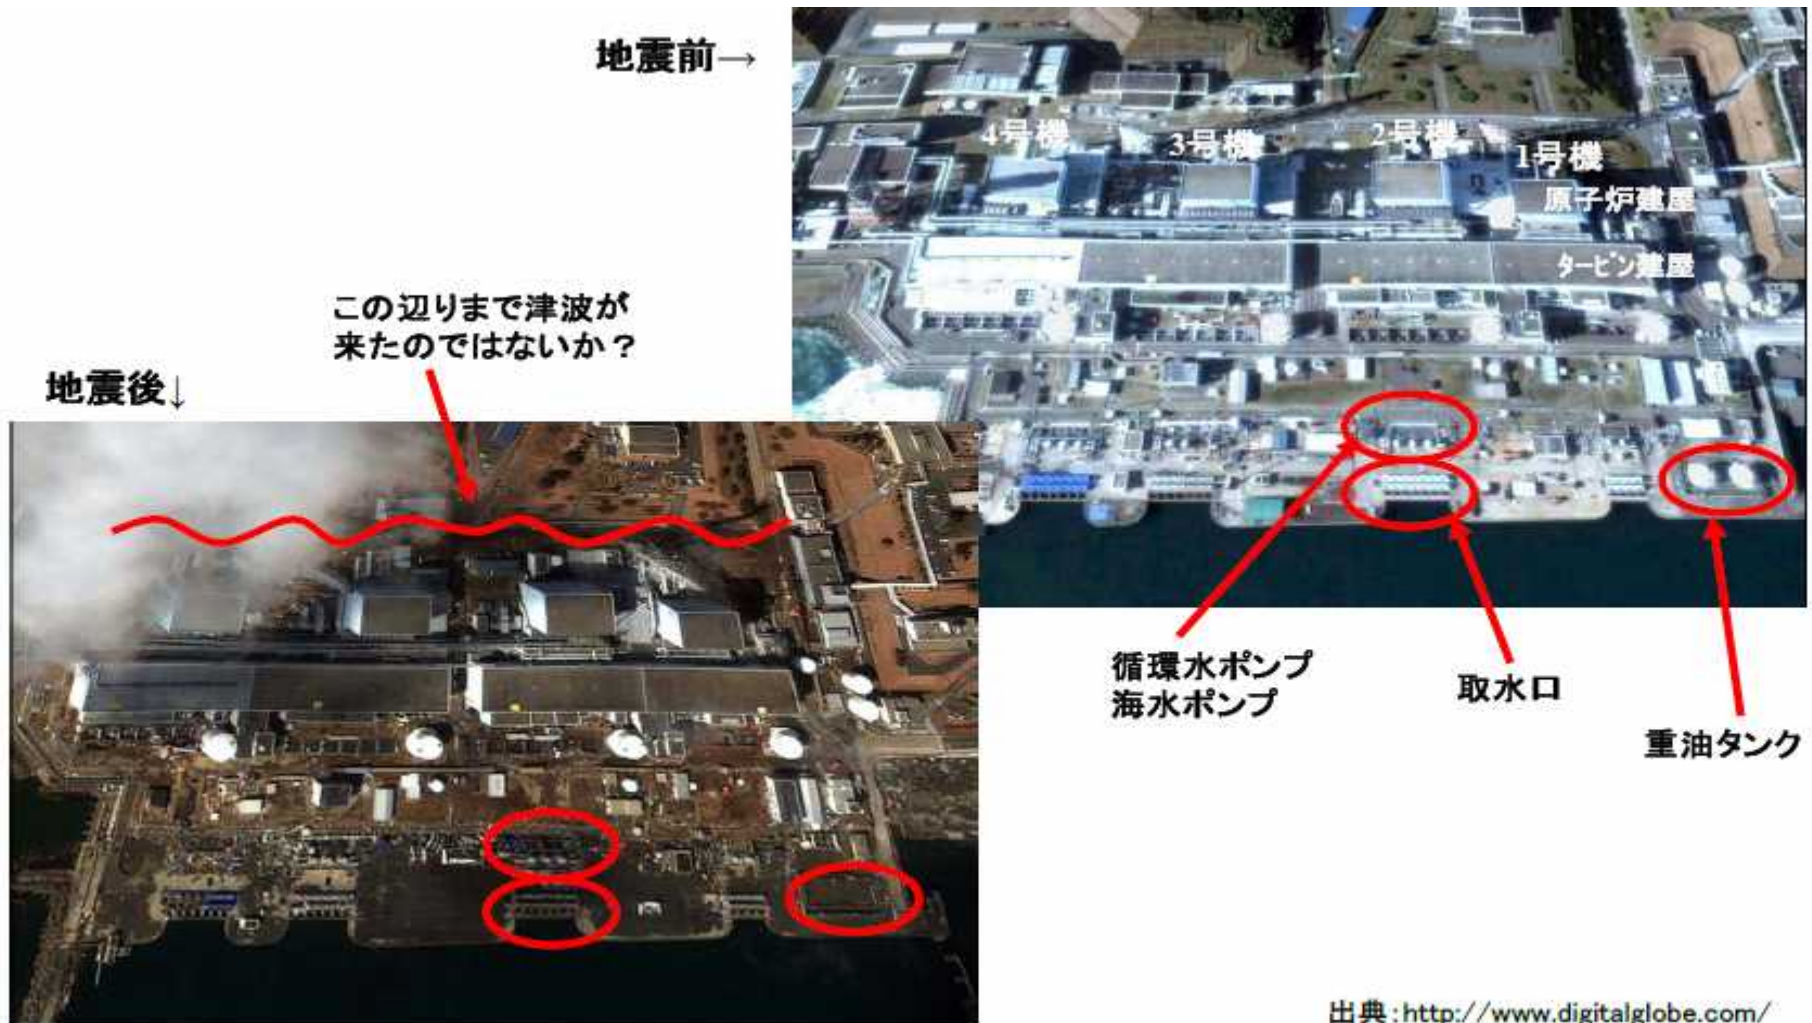 地震前→
4号機
3号機
2号機
1号機
原子炉建屋
タービン建屋
この辺りまで津波が
来たのではないか？
地震後↓
循環水ポンプ
海水ポンプ
取水口
重油タンク
出典：http://www.digitalglobe.com/